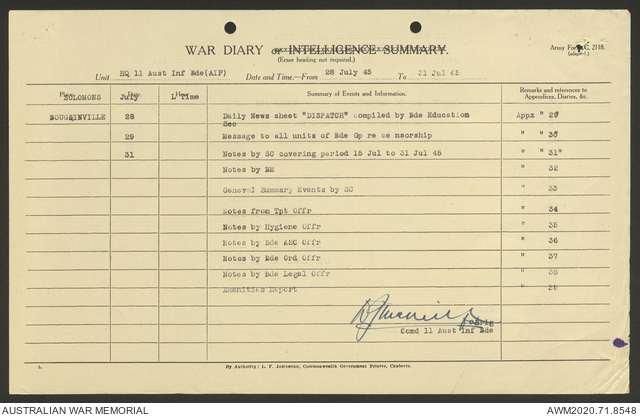 WAR DIARY or INTELLIGENCE SUMMARY.
(Erase heading not required.)
Army Form C. 2118.
Unit HQ 11 Aust Inf Bde(AIF) Date and Time.—From 28 July 45 To 31 Jul 45
Place Date Hour Summary of Events and Information. Remarks and references to Appendices, Diaries, &c.
SOLOMONS July L Time
BOUGAINVILLE 28 Daily News sheet "DISPATCH" compiled by Bde Education Appx " 29
Sec
29 Message to all units of Bde Gp re ce nsorship " " 30
31 Notes by SC covering period 15 Jul to 31 Jul 45 " " 31"
Notes by BM " 32
General Summary Events by SC " 33
Notes from Tpt Offr " 34
Notes by Hygiene Offr " 35
Notes by Bde ASC Offr " 36
Notes by Bde Ord Offr " 37
Notes by Bde Legal Offr " 38
Amenities Report " 39
Comd 11 Aust Inf Bde
By Authority: L. F. Johnston, Commonwealth Government Printer, Canberra.
AUSTRALIAN WAR MEMORIAL AWM2020.71.8548